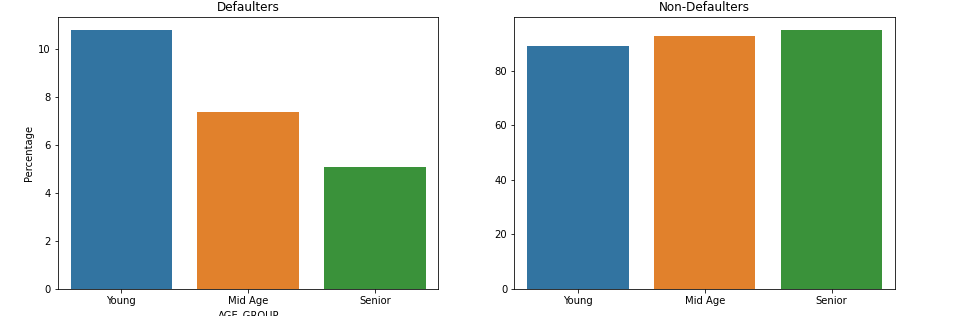 Defaulters
Percentage
10
8
6
4
2
0
Young Mid Age Senior
AGE_GROUP
Non-Defaulters
80
60
40
20
0
Young Mid Age Senior